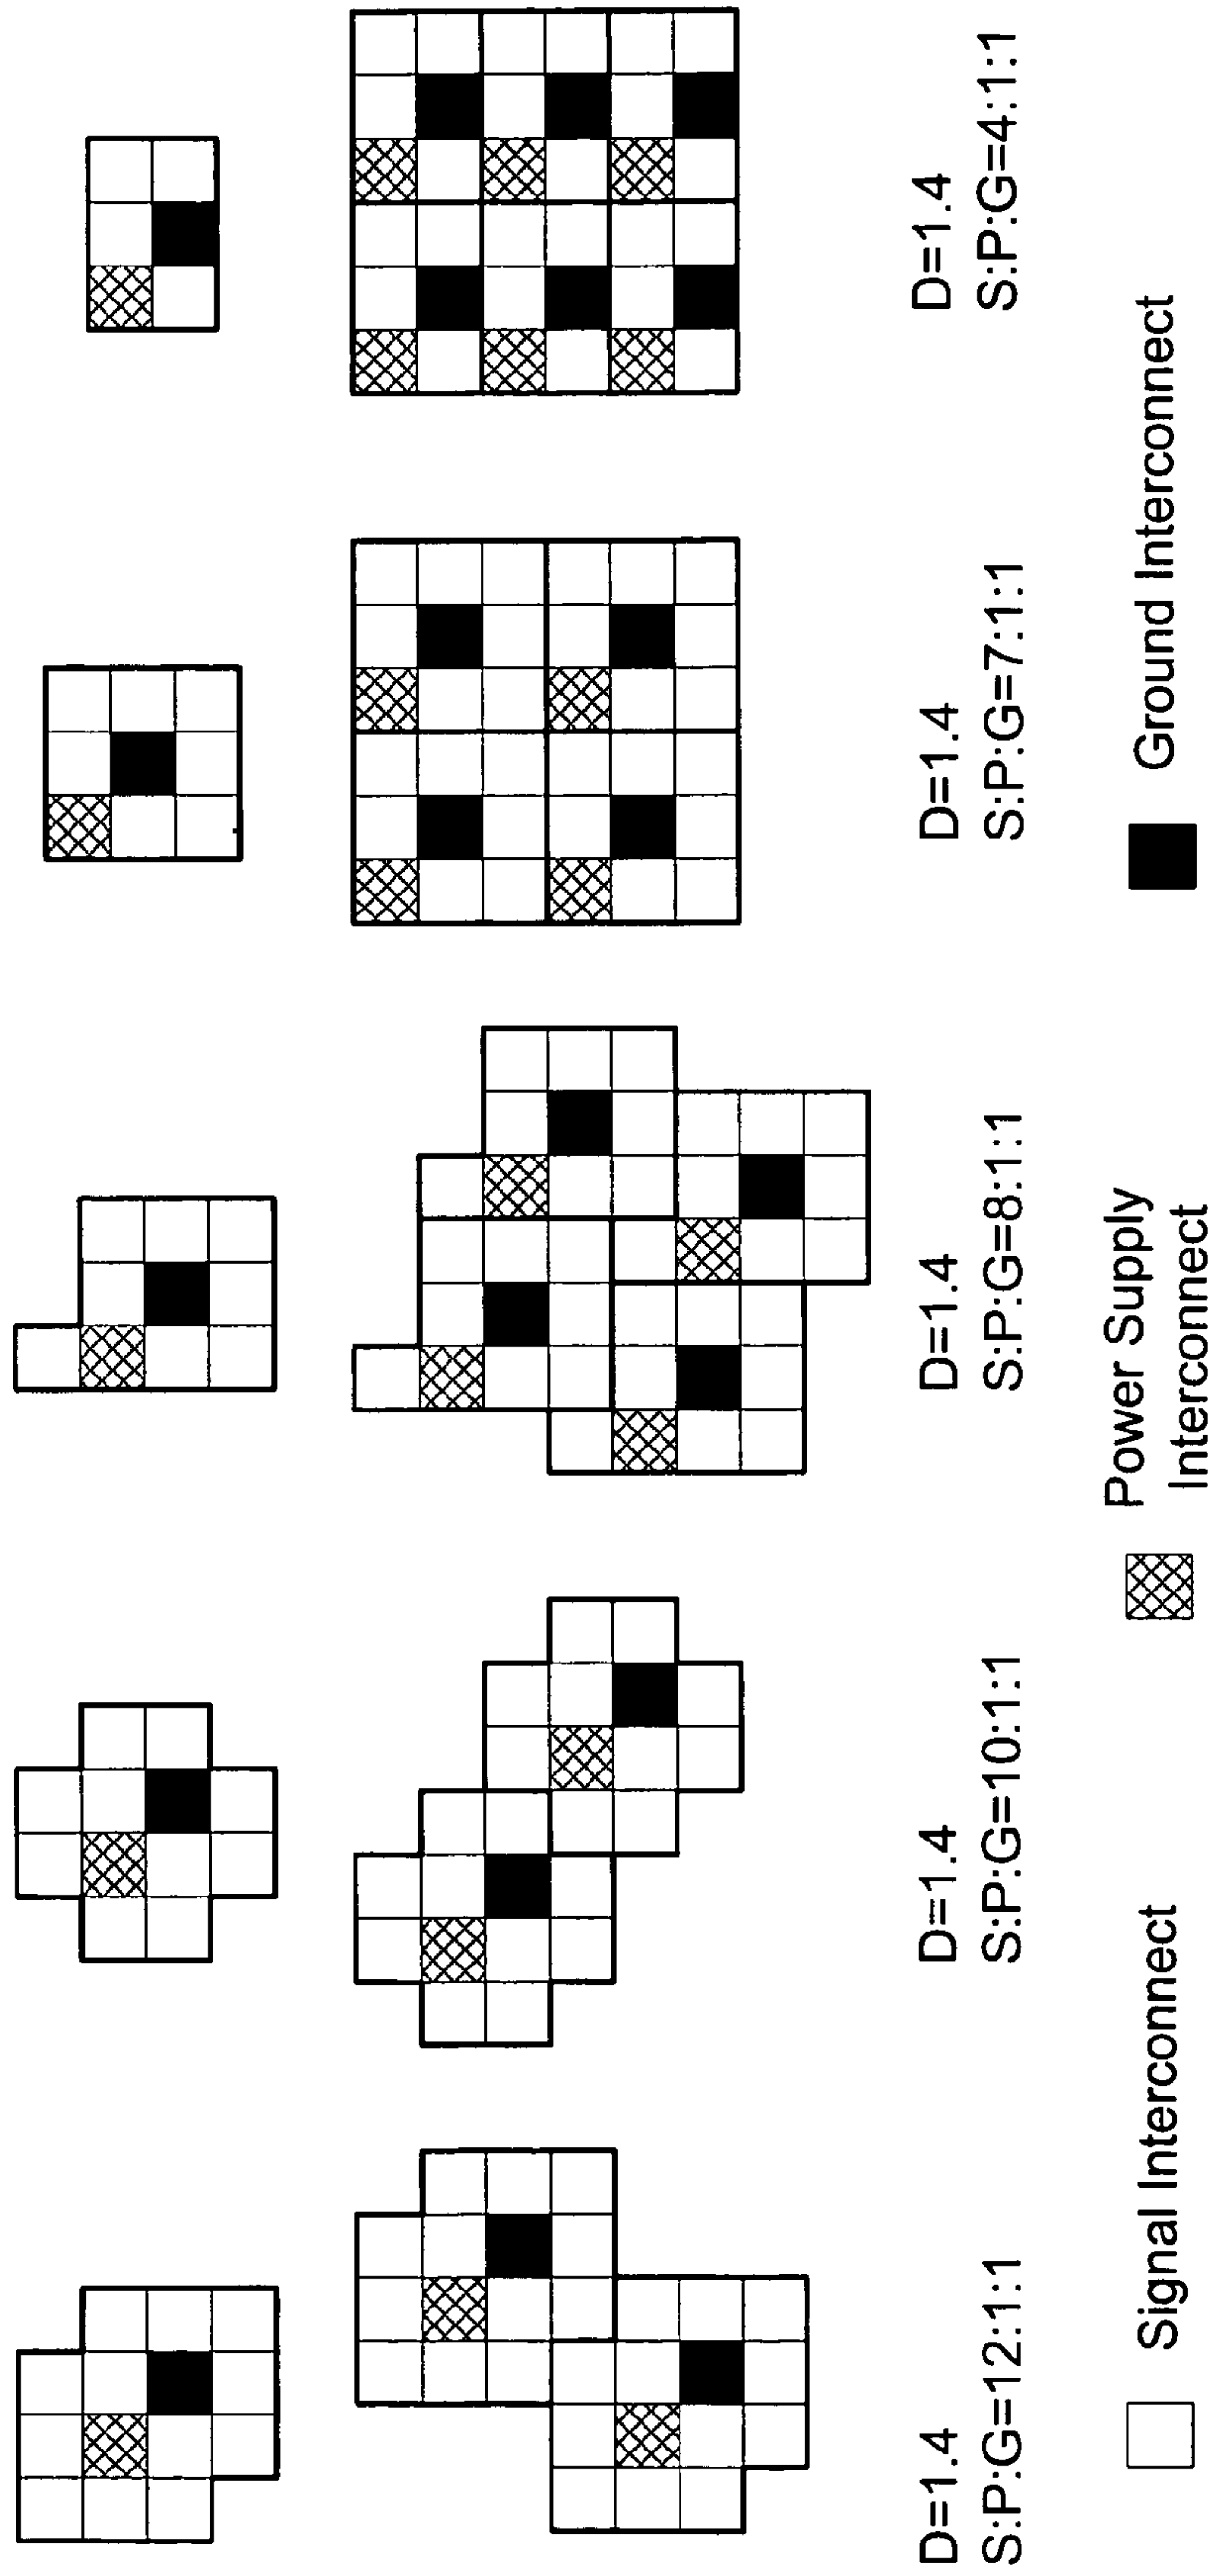 D=1.4
S:P:G=12:1:1
D=1.4
S:P:G=10:1:1
D=1.4
S:P:G=8:1:1
D=1.4
S:P:G=7:1:1
D=1.4
S:P:G=4:1:1
Signal Interconnect
Power Supply
Interconnect
Ground Interconnect